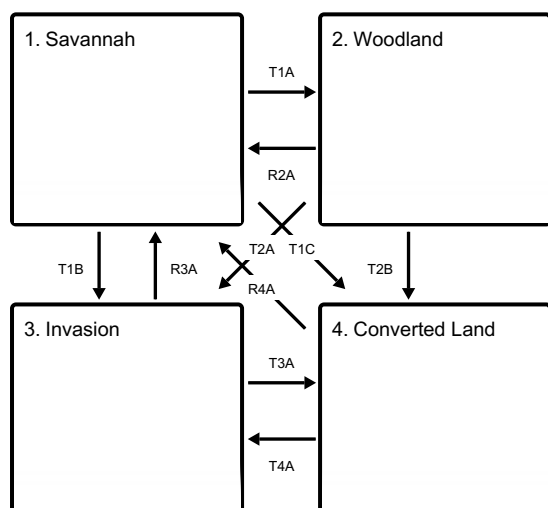 1. Savannah
2. Woodland
T1A
R2A
T2A
T1C
T1B
R3A
R4A
T2B
3. Invasion
4. Converted Land
T3A
T4A